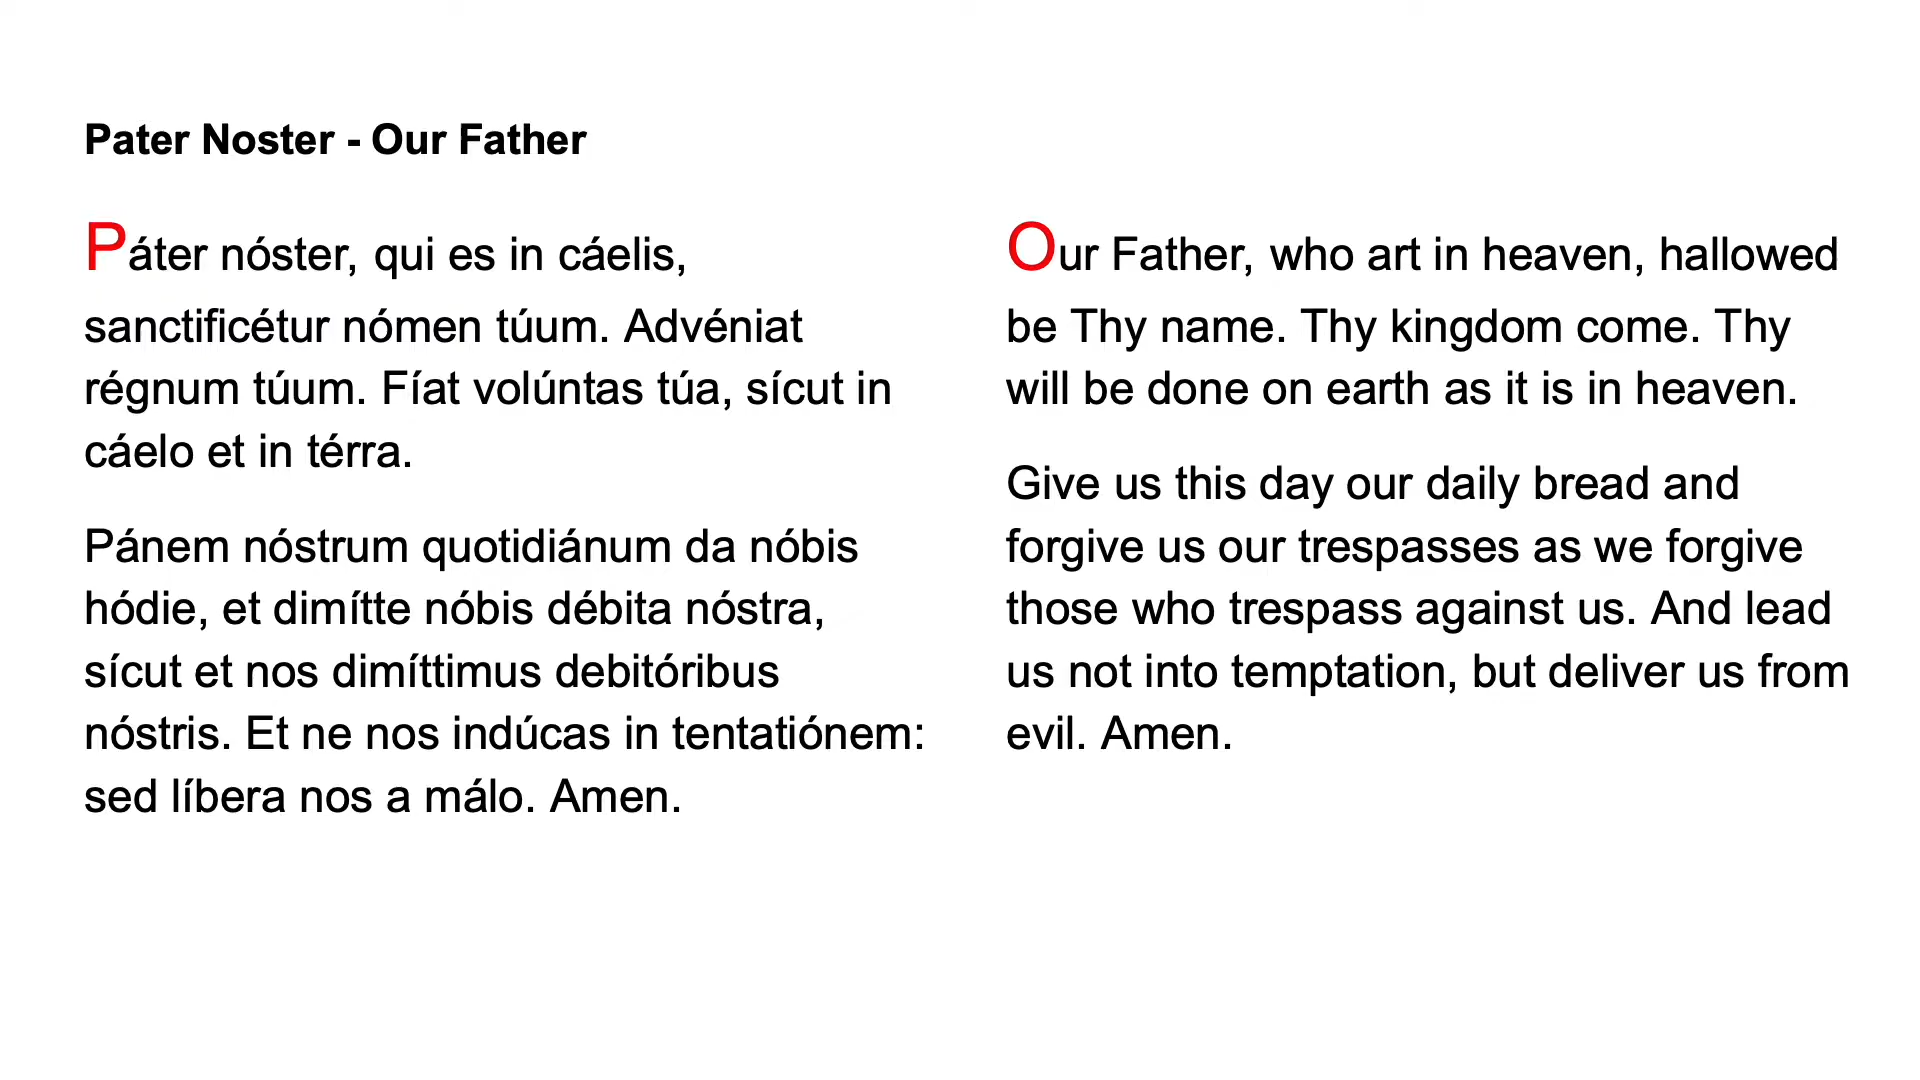 Pater Noster - Our Father
Páter nóster, qui es in cáelis,
sanctificétur nómen túum. Advéniat
régnum túum. Fíat volúntas túa, sícut in
cáelo et in térra.
Pánem nóstrum quotidiánum da nóbis
hódie, et dimítte nóbis débita nóstra,
sícut et nos dimíttimus debitóribus
nóstris. Et ne nos indúcas in tentatiónem:
sed líbera nos a málo. Amen.
Our Father, who art in heaven, hallowed
be Thy name. Thy kingdom come. Thy
will be done on earth as it is in heaven.
Give us this day our daily bread and
forgive us our trespasses as we forgive
those who trespass against us. And lead
us not into temptation, but deliver us from
evil. Amen.